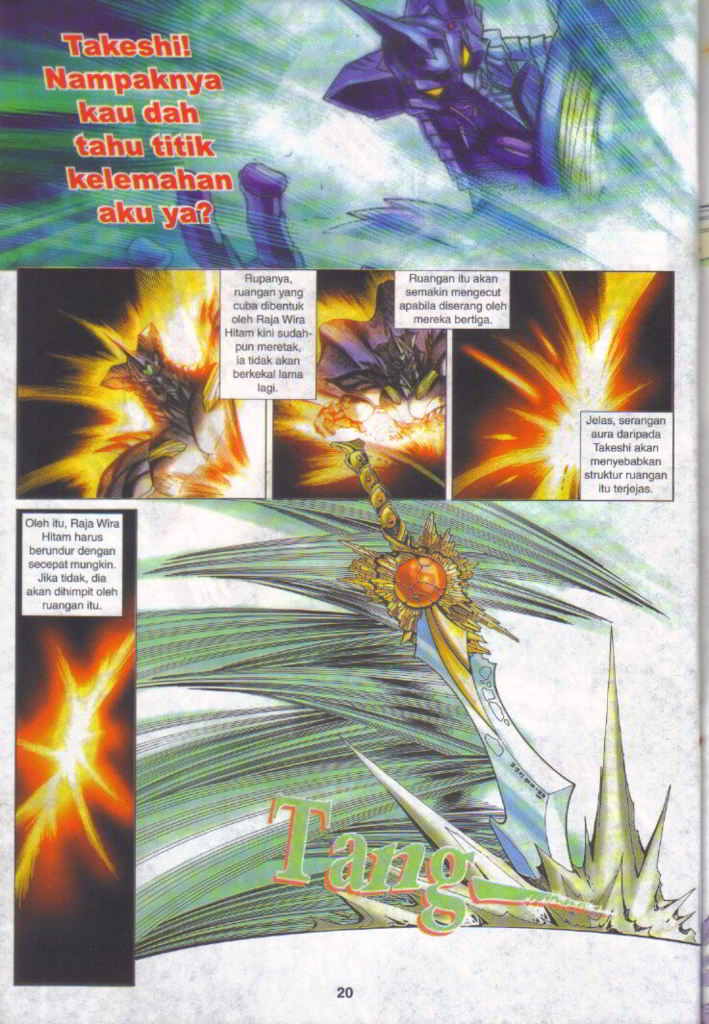 Takeshi!
Nampaknya
kau dah
tahu titik
kelemahan
aku ya?
Rupanya,
ruangan yang
cuba dibentuk
oleh Raja Wira
Hitam kini sudah-
pun meretak,
ia tidak akan
berkekal lama
lagi.
Ruangan itu akan
semakin mengecut
apabila diserang oleh
mereka bertiga.
Jelas, serangan
aura daripada
Takeshi akan
menyebabkan
struktur ruangan
itu terjejas.
Oleh itu, Raja Wira
Hitam harus
berundur dengan
secepat mungkin.
Jika tidak, dia
akan dihimpit oleh
ruangan itu.
Tang
20